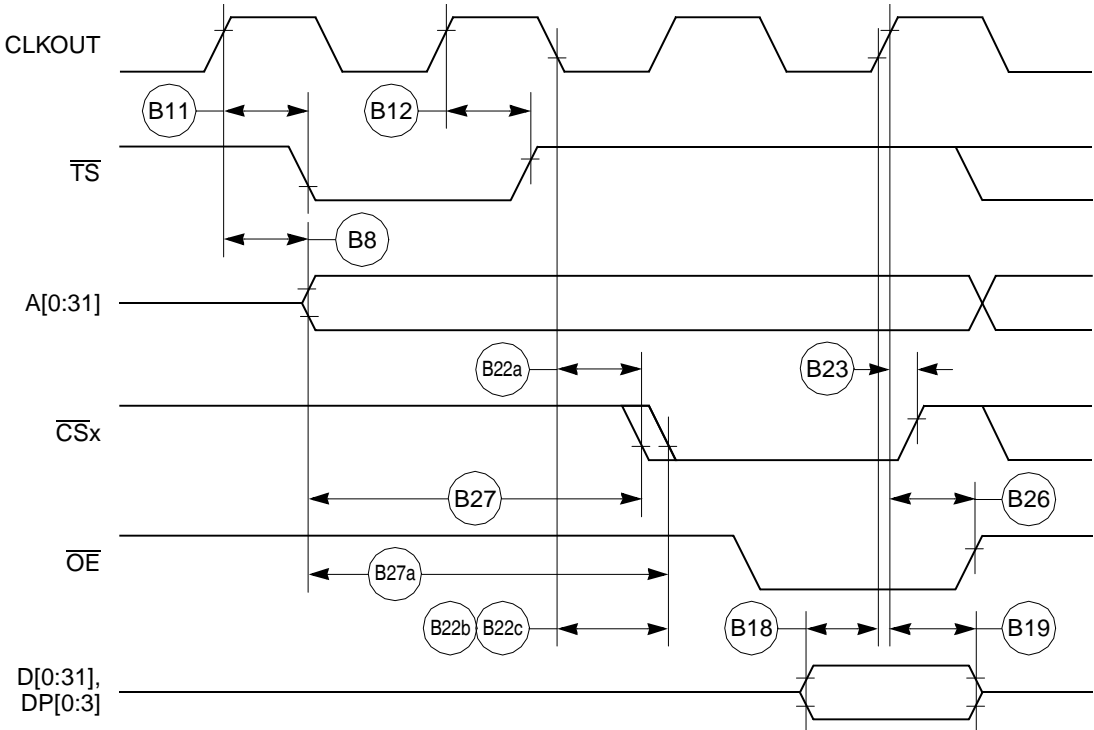 CLKOUT
B11
B12
TS
B8
A[0:31]
B22a
B23
CSx
B27
B26
OE
B27a
B22b B22c
B18
B19
D[0:31],
DP[0:3]